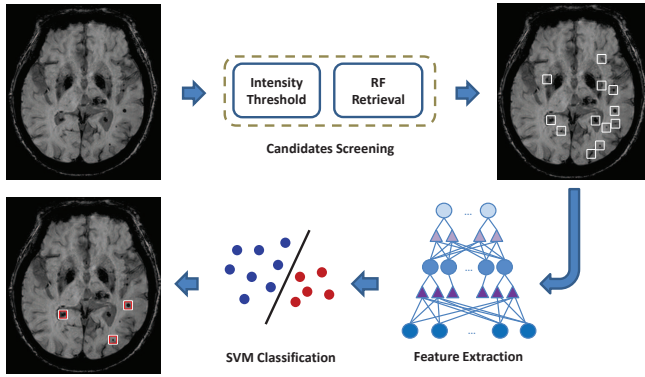 Intensity
Threshold
RF
Retrieval
Candidates Screening
...
...
...
SVM Classification
Feature Extraction